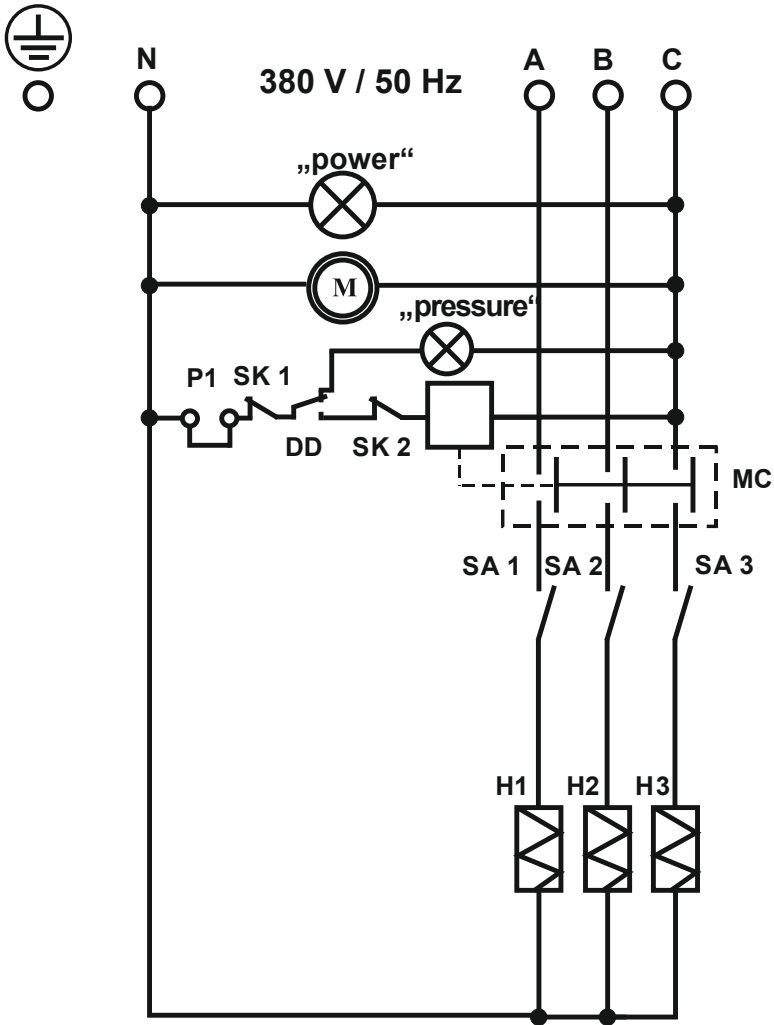 N 380 V / 50 Hz A B C
„power“
M
„pressure“
P1 SK 1
DD SK 2
MC
SA 1 SA 2 SA 3
H1 H2 H3